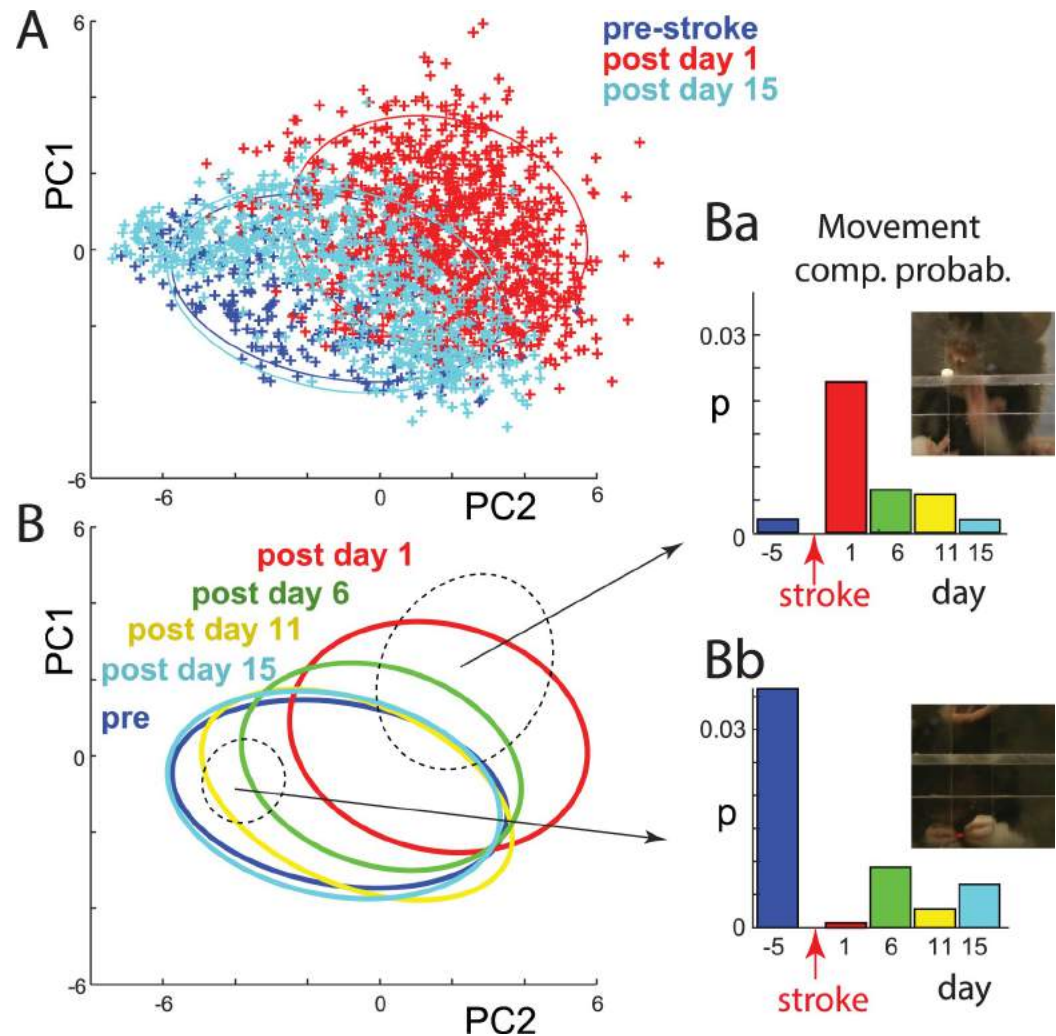 A
6
pre-stroke
post day 1
post day 15
PC1
0
-6
-6
0
PC2
6
B
6
post day 1
post day 6
post day 11
post day 15
pre
PC1
0
-6
-6
0
PC2
6
Ba
Movement
comp. probab.
0.03
p
0
-5
1
6
11
15
stroke
day
Bb
0.03
p
0
-5
1
6
11
15
stroke
day